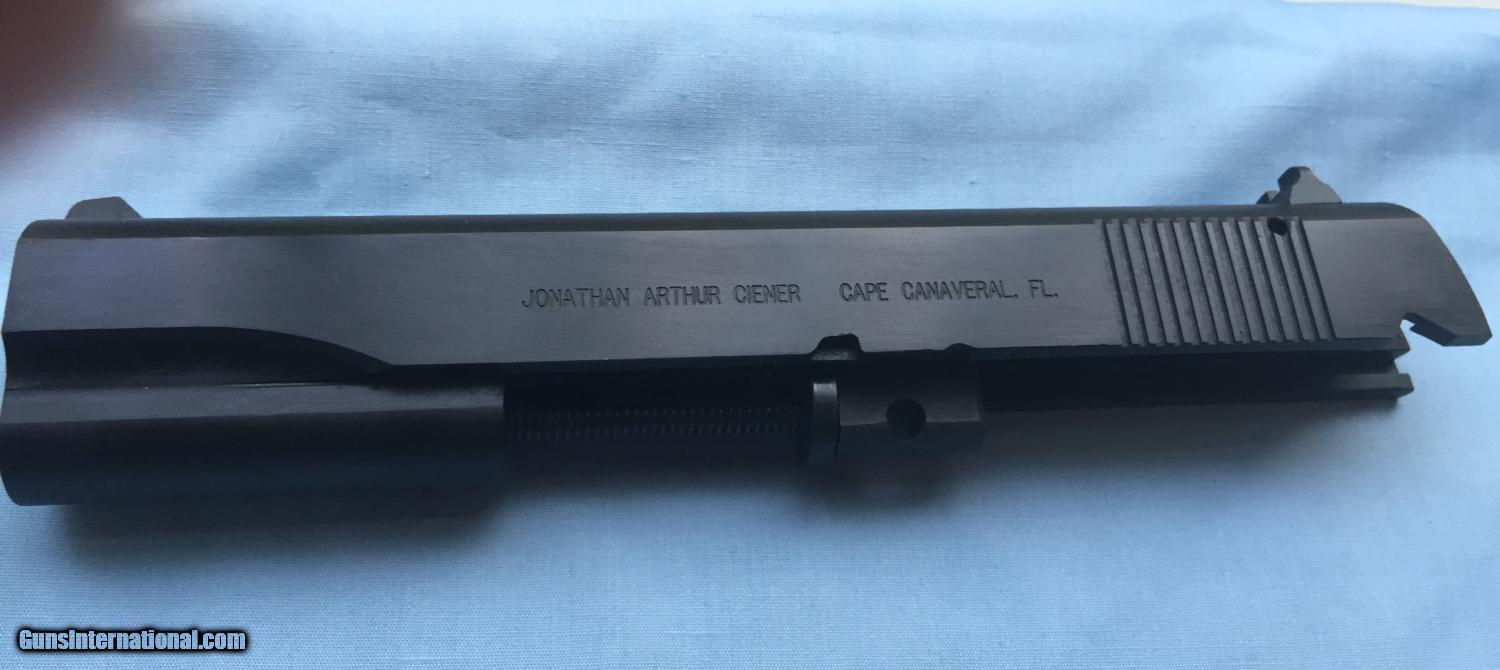 JONATHAN ARTHUR CIENER CAPE CANAVERAL. FL.
GunsInternational.com